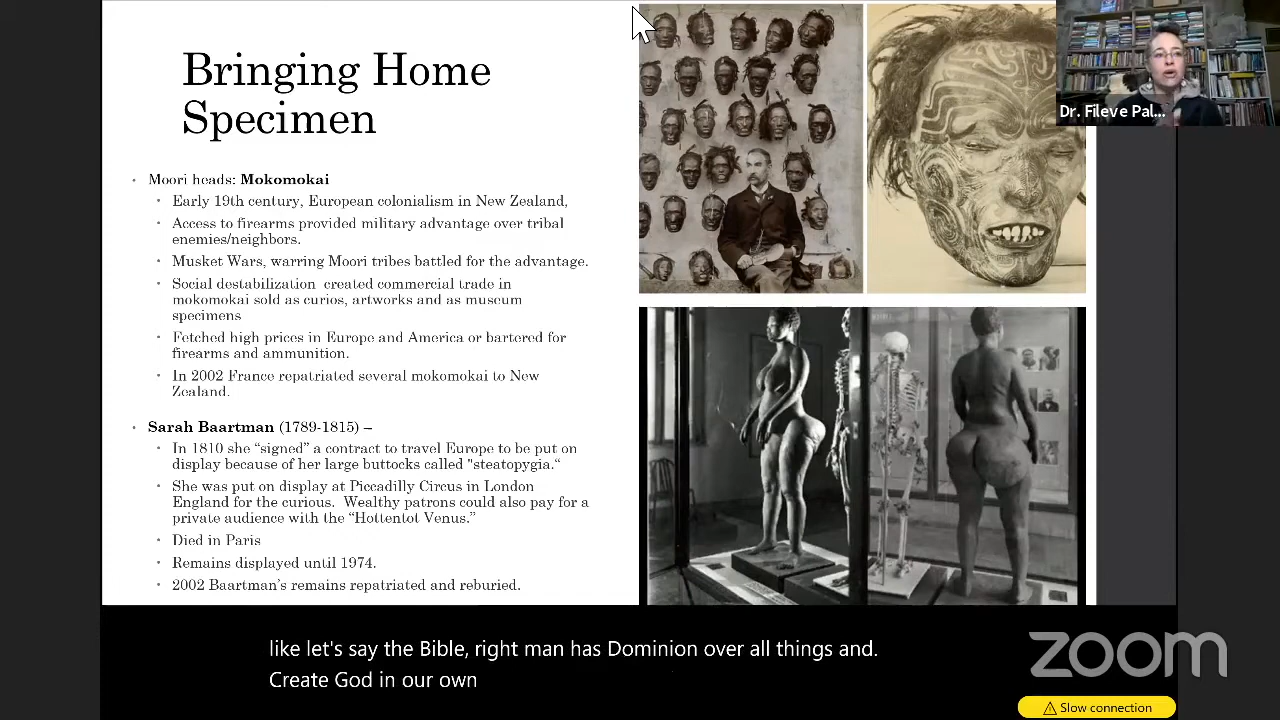 Bringing Home
Specimen
• Moori heads: Mokomokai
• Early 19th century, European colonialism in New Zealand,
• Access to firearms provided military advantage over tribal
enemies/neighbors.
• Musket Wars, warring Moori tribes battled for the advantage.
• Social destabilization created commercial trade in
mokomokai sold as curios, artworks and as museum
specimens
• Fetched high prices in Europe and America or bartered for
firearms and ammunition.
• In 2002 France repatriated several mokomokai to New
Zealand.
• Sarah Baartman (1789-1815) –
• In 1810 she “signed” a contract to travel Europe to be put on
display because of her large buttocks called "steatopygia.“
• She was put on display at Piccadilly Circus in London
England for the curious. Wealthy patrons could also pay for a
private audience with the “Hottentot Venus.”
• Died in Paris
• Remains displayed until 1974.
• 2002 Baartman’s remains repatriated and reburied.
Dr. Fileve Pal...
like let's say the Bible, right man has Dominion over all things and.
Create God in our own
zoom
Slow connection